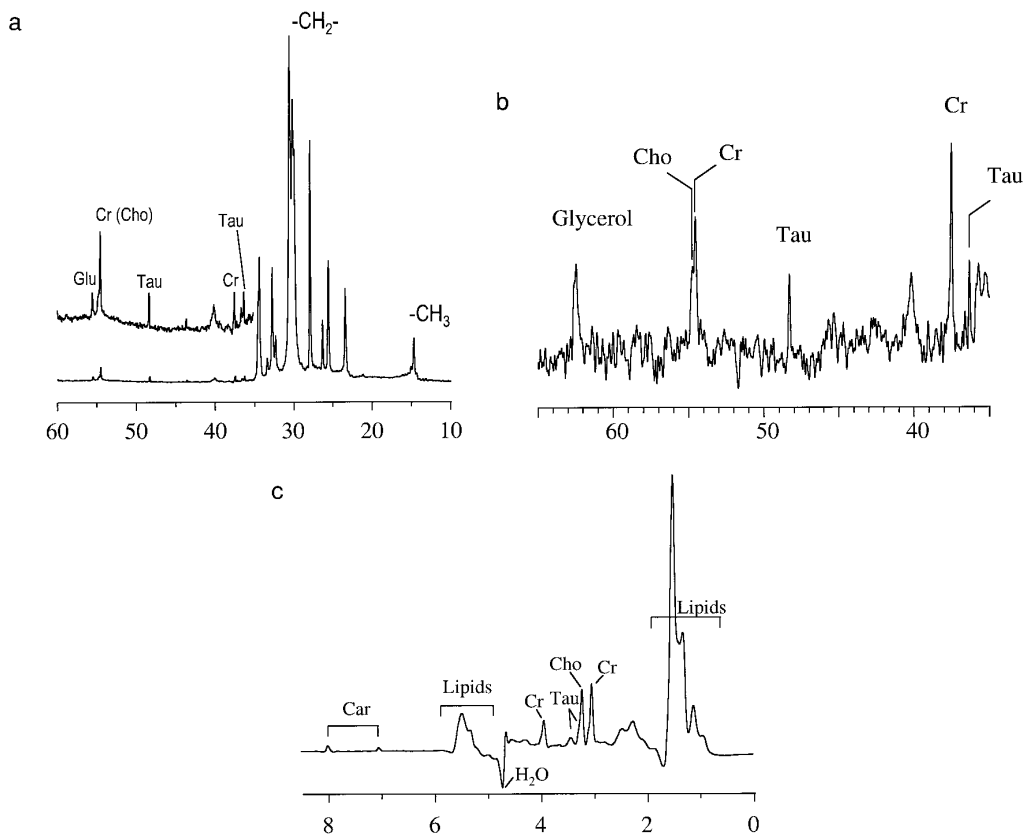 a
-CH₂-
Cr (Cho)
Tau
Glu
Tau
Cr
-CH₃
60 50 40 30 20 10
b
Cr
Cho
Cr
Tau
Glycerol
Tau
60 50 40
c
Lipids
Cho
Cr
Lipids
Cr
Tau
Car
H₂O
8 6 4 2 0